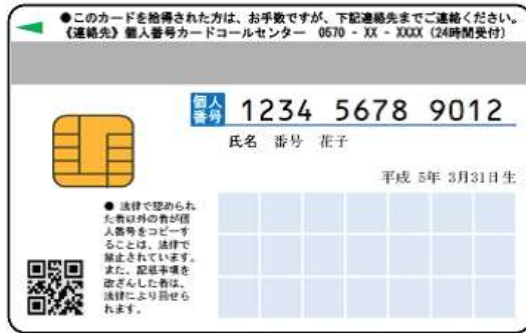 ●このカードを拾得された方は、お手数ですが、下記連絡先までご連絡ください。
《連絡先》個人番号カードコールセンター 0570 - XX - XXXX (24時間受付)
個人番号 1234 5678 9012
氏名 番号 花子
平成 5年 3月31日生
● 法律で認められ
た者以外の者が個
人番号をコピーす
ることは、法律で
禁止されています。
また、記載事項を
改ざんした者は、
法律により罰せら
れます。